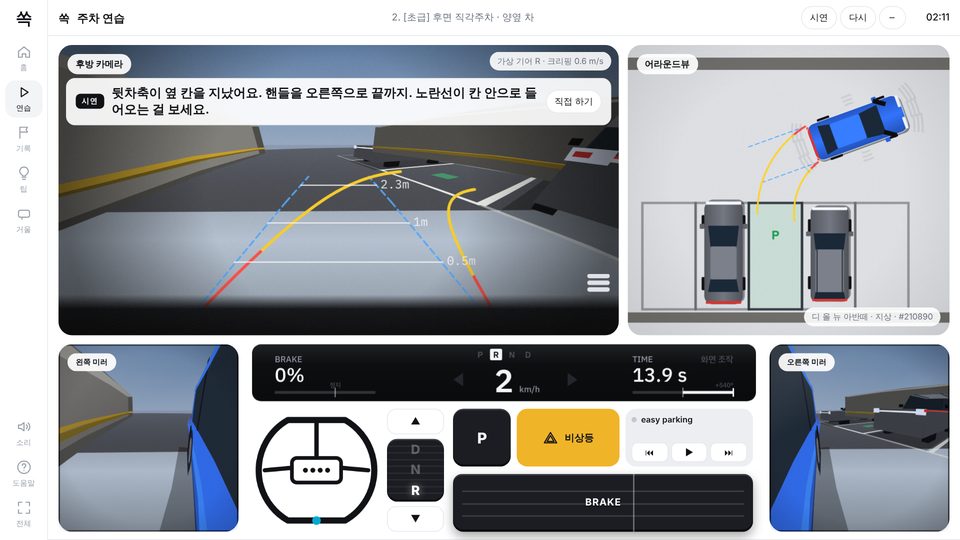 쏙
쏙 주차 연습
2. [초급] 후면 직각주차 · 양옆 차
시연
다시
–
02:11
홈
연습
기록
팁
거울
소리
도움말
전체
후방 카메라
가상 기어 R · 크리핑 0.6 m/s
시연
뒷차축이 옆 칸을 지났어요. 핸들을 오른쪽으로 끝까지. 노란선이 칸 안으로 들
어오는 걸 보세요.
직접 하기
2.3m
1m
0.5m
어라운드뷰
P
디 올 뉴 아반떼 · 지상 · #210890
왼쪽 미러
BRAKE
0%
정지
P R N D
2 km/h
TIME
화면 조작
13.9 s
+540°
D
N
R
P
비상등
easy parking
BRAKE
오른쪽 미러